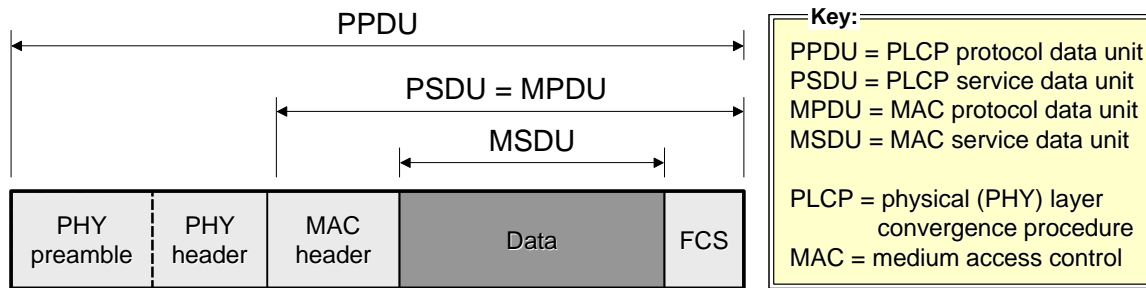 PPDU
PSDU = MPDU
MSDU
PHY
preamble
PHY
header
MAC
header
Data
FCS
Key:
PPDU = PLCP protocol data unit
PSDU = PLCP service data unit
MPDU = MAC protocol data unit
MSDU = MAC service data unit
PLCP = physical (PHY) layer
convergence procedure
MAC = medium access control